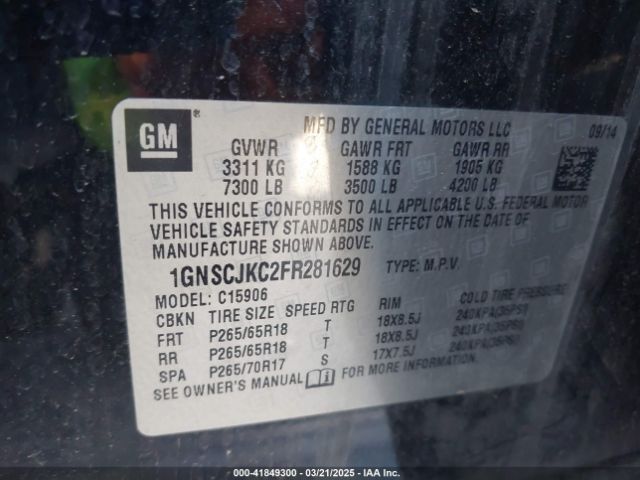 GM®
MFD BY GENERAL MOTORS LLC 09/14
GVWR GAWR FRT GAWR RR
3311 KG 1588 KG 1905 KG
7300 LB 3500 LB 4200 LB
THIS VEHICLE CONFORMS TO ALL APPLICABLE U.S. FEDERAL MOTOR
VEHICLE SAFETY STANDARDS IN EFFECT ON THE DATE OF
MANUFACTURE SHOWN ABOVE.
1GNSCJKC2FR281629 TYPE: M.P.V.
MODEL: C15906
CBKN TIRE SIZE SPEED RTG RIM COLD TIRE PRESSURE
FRT P265/65R18 T 18X8.5J 240KPA(35PSI)
RR P265/65R18 T 18X8.5J 240KPA(35PSI)
SPA P265/70R17 S 17X7.5J 240KPA(35PSI)
SEE OWNER'S MANUAL FOR MORE INFORMATION.
000-41849300 - 03/21/2025 - IAA Inc.